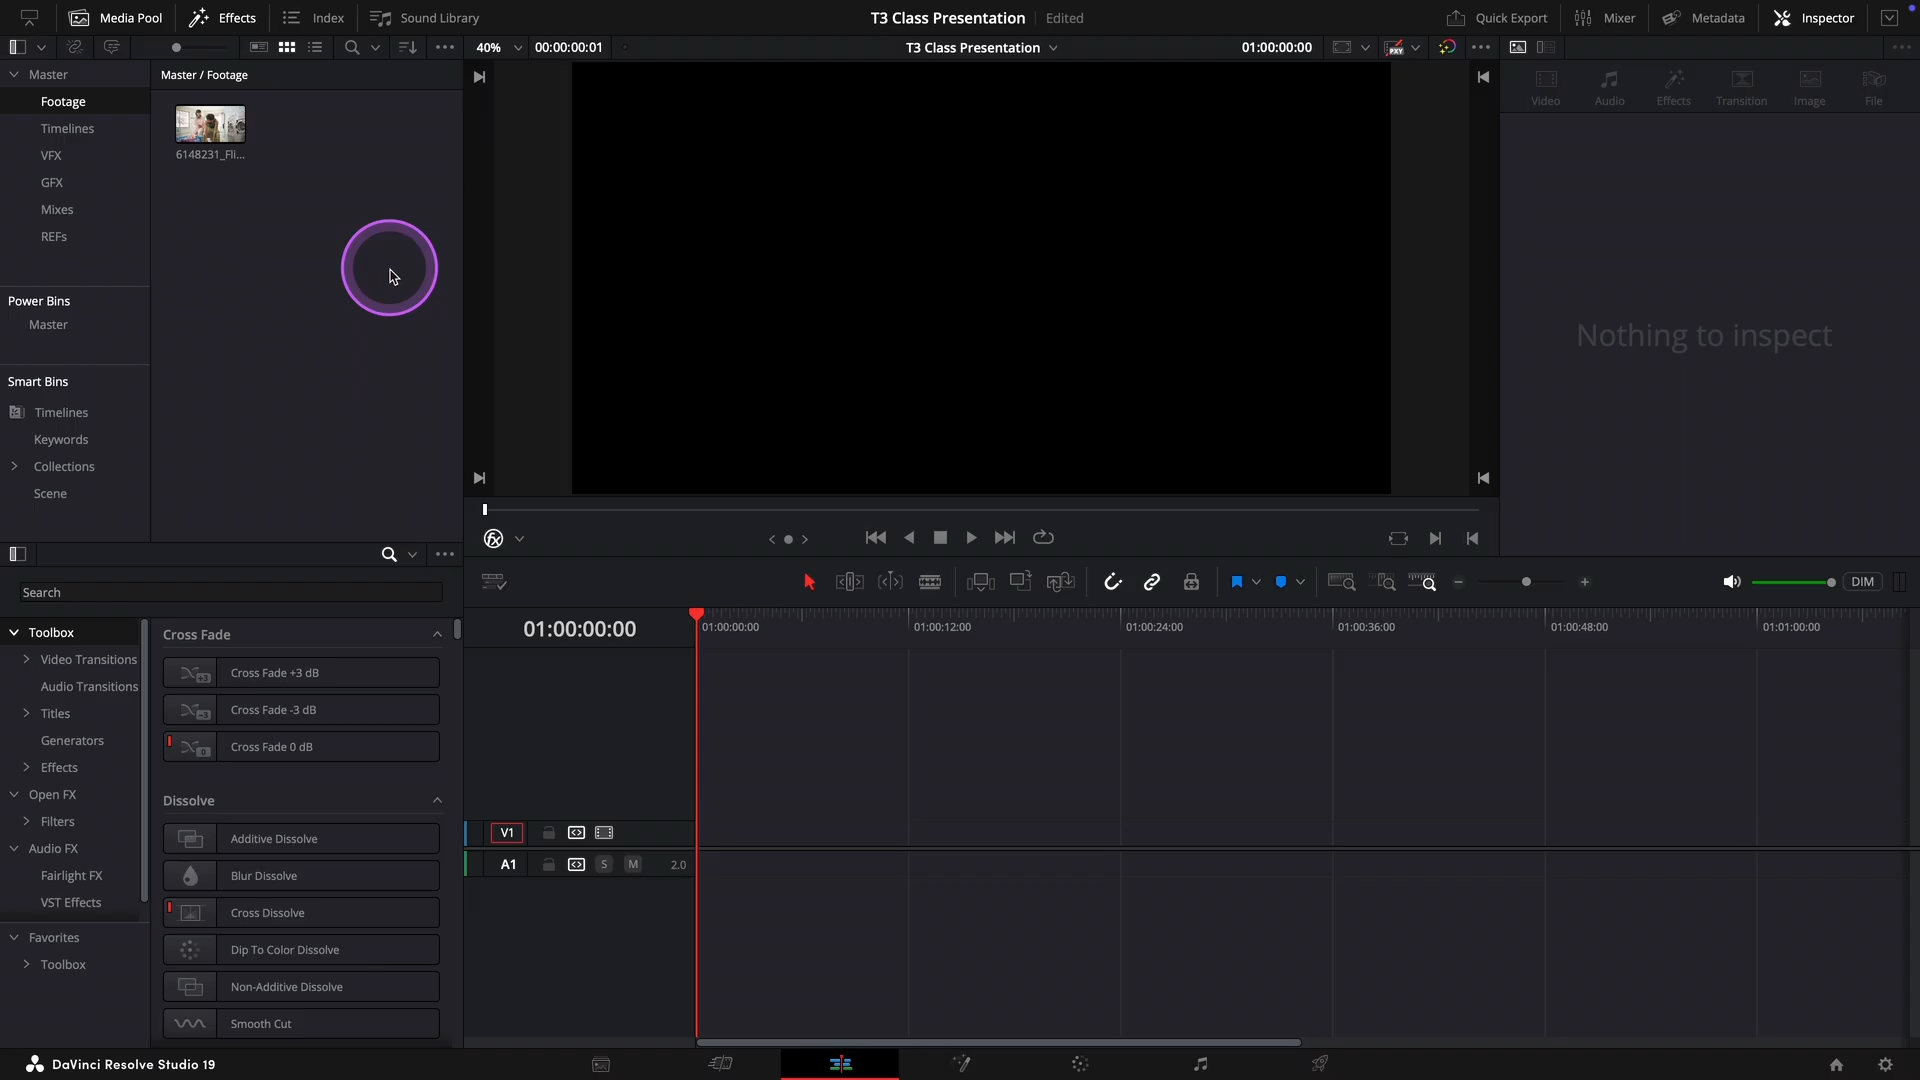 Media Pool
Effects
Index
Sound Library
T3 Class Presentation
Edited
Quick Export
Mixer
Metadata
Inspector
40%
00:00:00:01
T3 Class Presentation
01:00:00:00
PXY
Master
Footage
Timelines
VFX
GFX
Mixes
REFs
Power Bins
Master
Smart Bins
Timelines
Keywords
Collections
Scene
Master / Footage
6148231_Fli...
Video
Audio
Effects
Transition
Image
File
Nothing to inspect
fx
DIM
Search
Toolbox
Video Transitions
Audio Transitions
Titles
Generators
Effects
Open FX
Filters
Audio FX
Fairlight FX
VST Effects
Favorites
Toolbox
Cross Fade
+3
Cross Fade +3 dB
-3
Cross Fade -3 dB
0
Cross Fade 0 dB
Dissolve
Additive Dissolve
Blur Dissolve
Cross Dissolve
Dip To Color Dissolve
Non-Additive Dissolve
Smooth Cut
01:00:00:00
01:00:00:00
01:00:12:00
01:00:24:00
01:00:36:00
01:00:48:00
01:01:00:00
V1
A1
S
M
2.0
DaVinci Resolve Studio 19